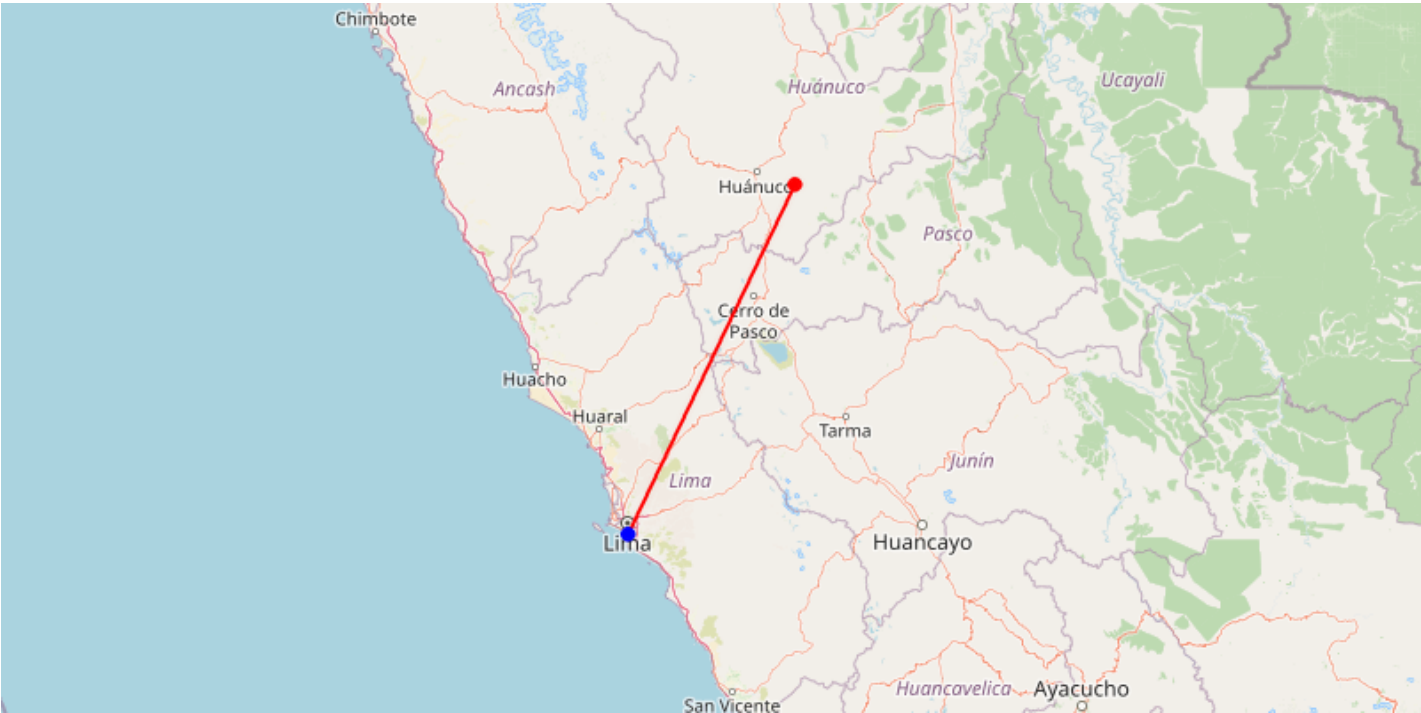 Chimbote
Ancash
Huánuco
Ucayali
Huánuco
Pasco
Cerro de
Pasco
Huacho
Huaral
Tarma
Junín
Lima
Lima
Huancayo
Huancavelica
Ayacucho
San Vicente